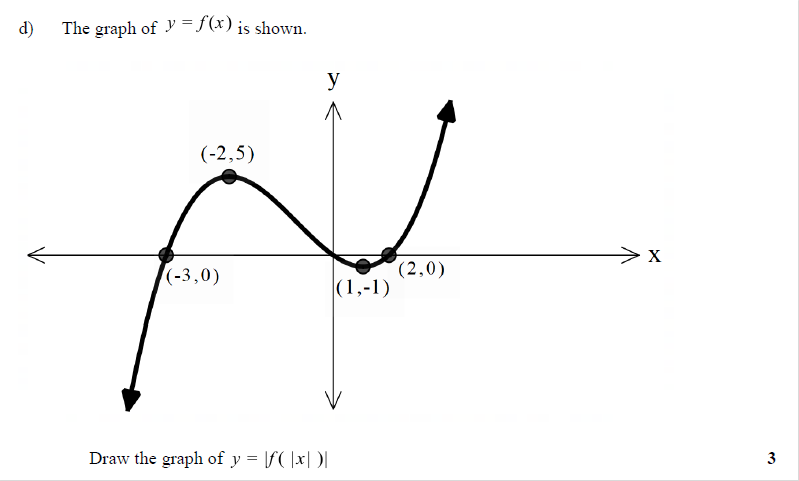 d) The graph of y = f(x) is shown.
y
(-2,5)
x
(-3,0)
(2,0)
(1,-1)
Draw the graph of y = |f( |x| )|
3